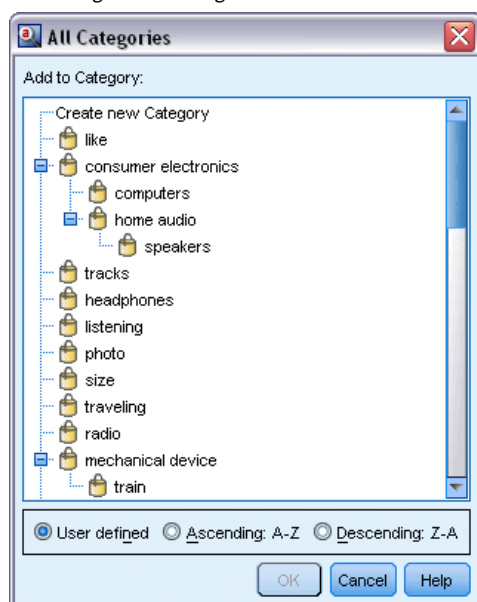 All Categories
Add to Category:
Create new Category
like
consumer electronics
computers
home audio
speakers
tracks
headphones
listening
photo
size
traveling
radio
mechanical device
train
User defined Ascending: A-Z Descending: Z-A
OK Cancel Help